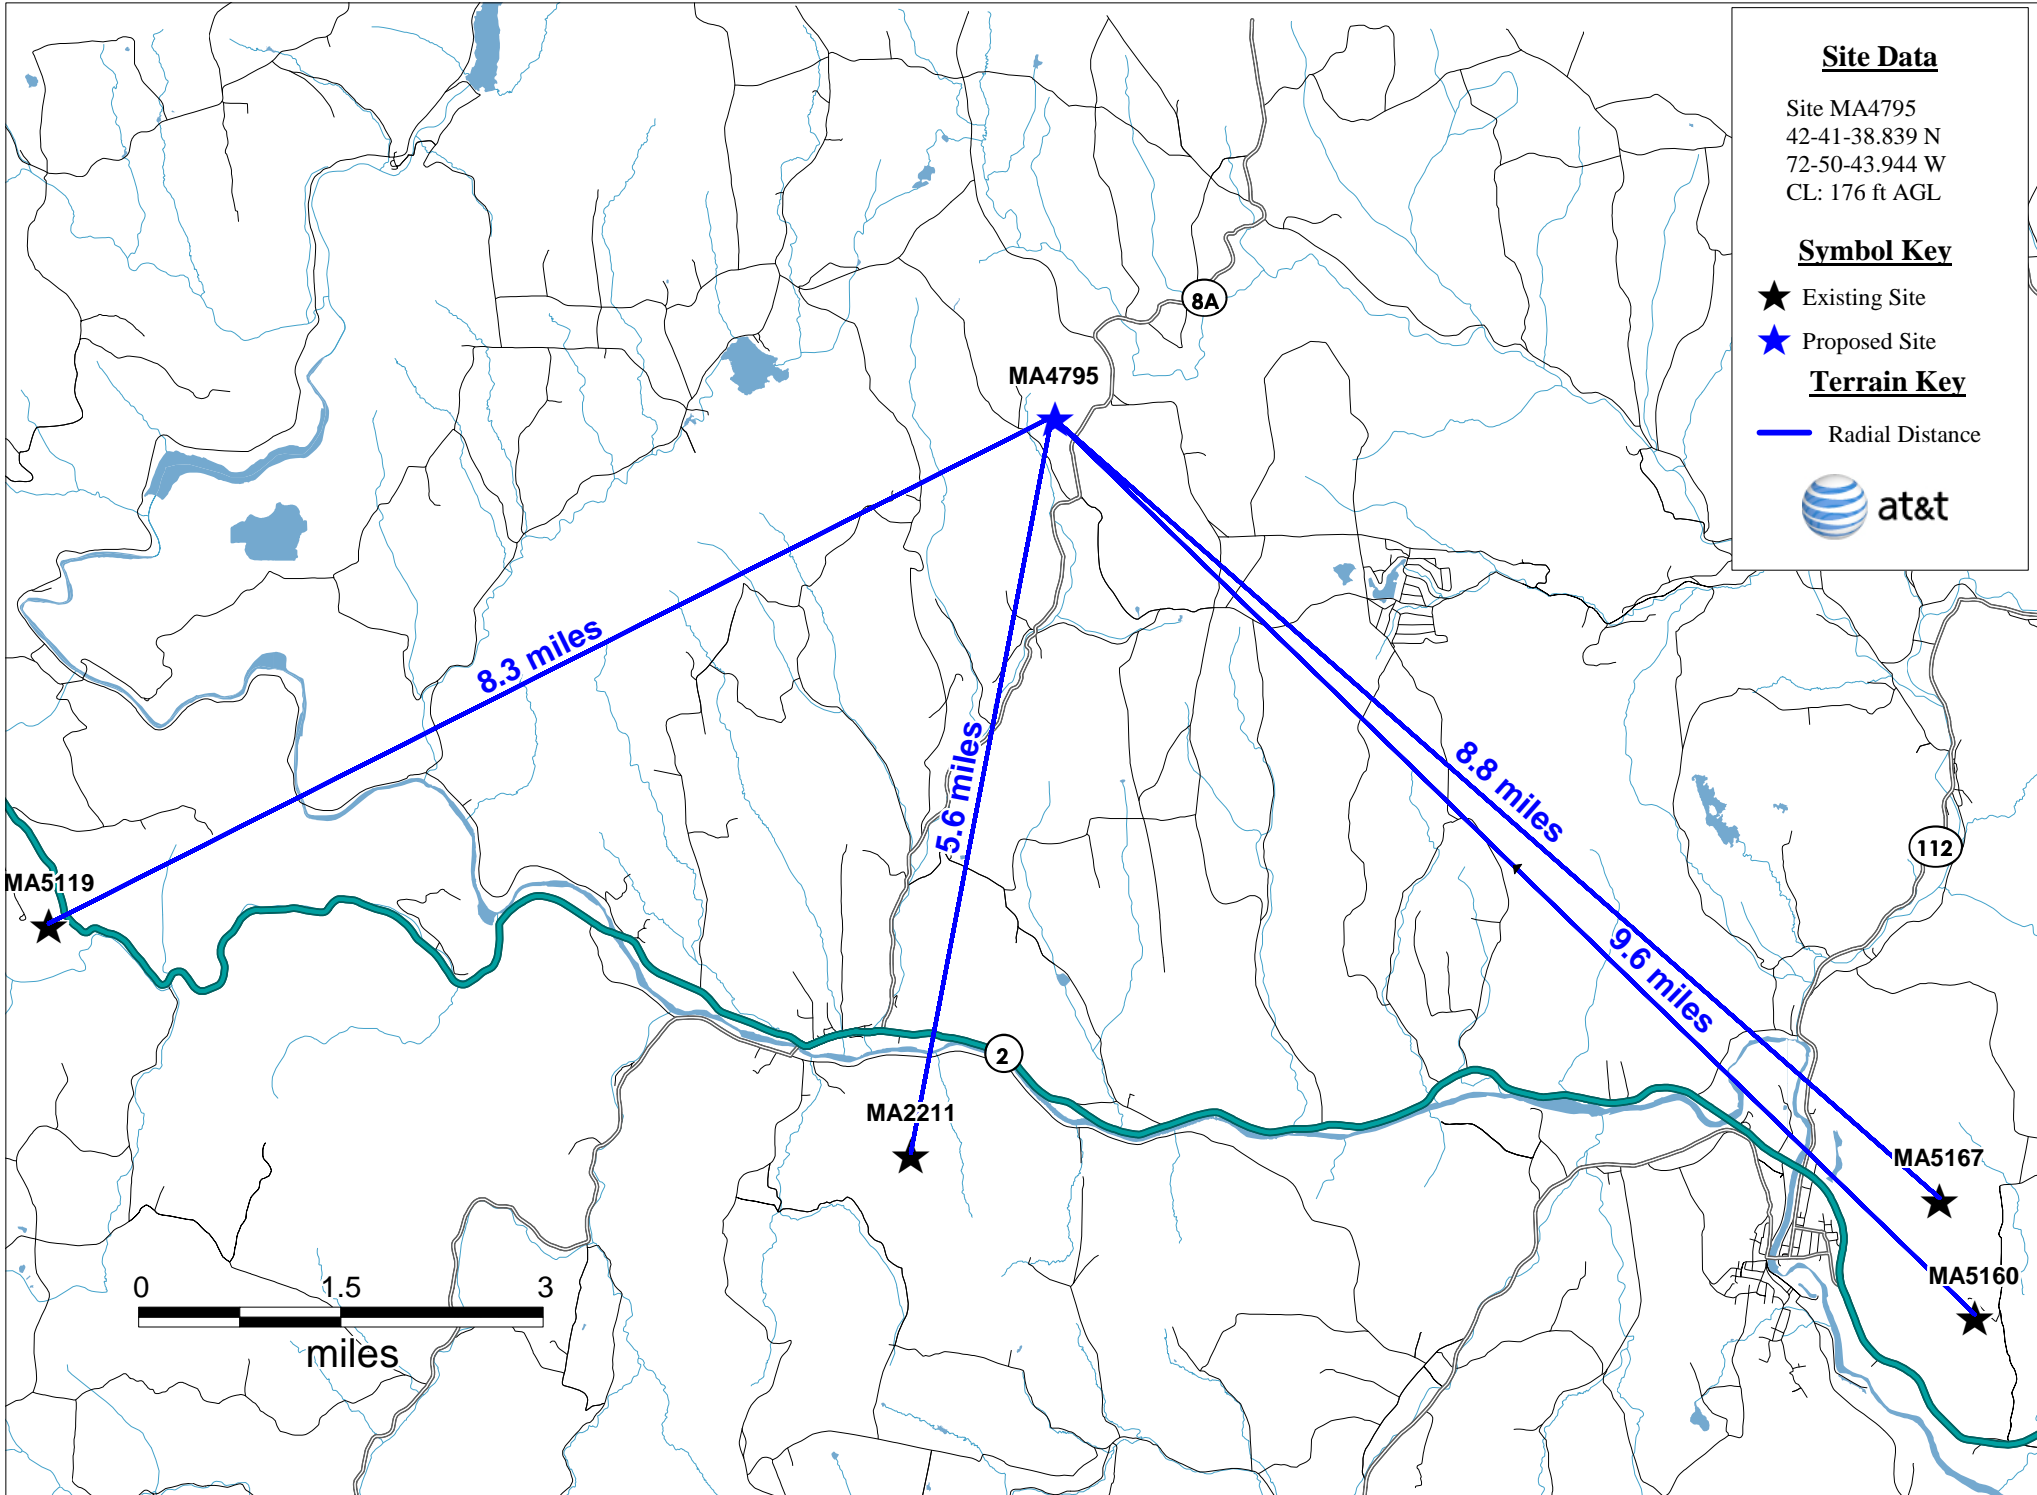 Site Data
Site MA4795
42-41-38.839 N
72-50-43.944 W
CL: 176 ft AGL
Symbol Key
Existing Site
Proposed Site
Terrain Key
Radial Distance
at&t
8A
MA4795
8.3 miles
5.6 miles
8.8 miles
9.6 miles
112
MA5119
2
MA2211
MA5167
MA5160
0 1.5 3
miles